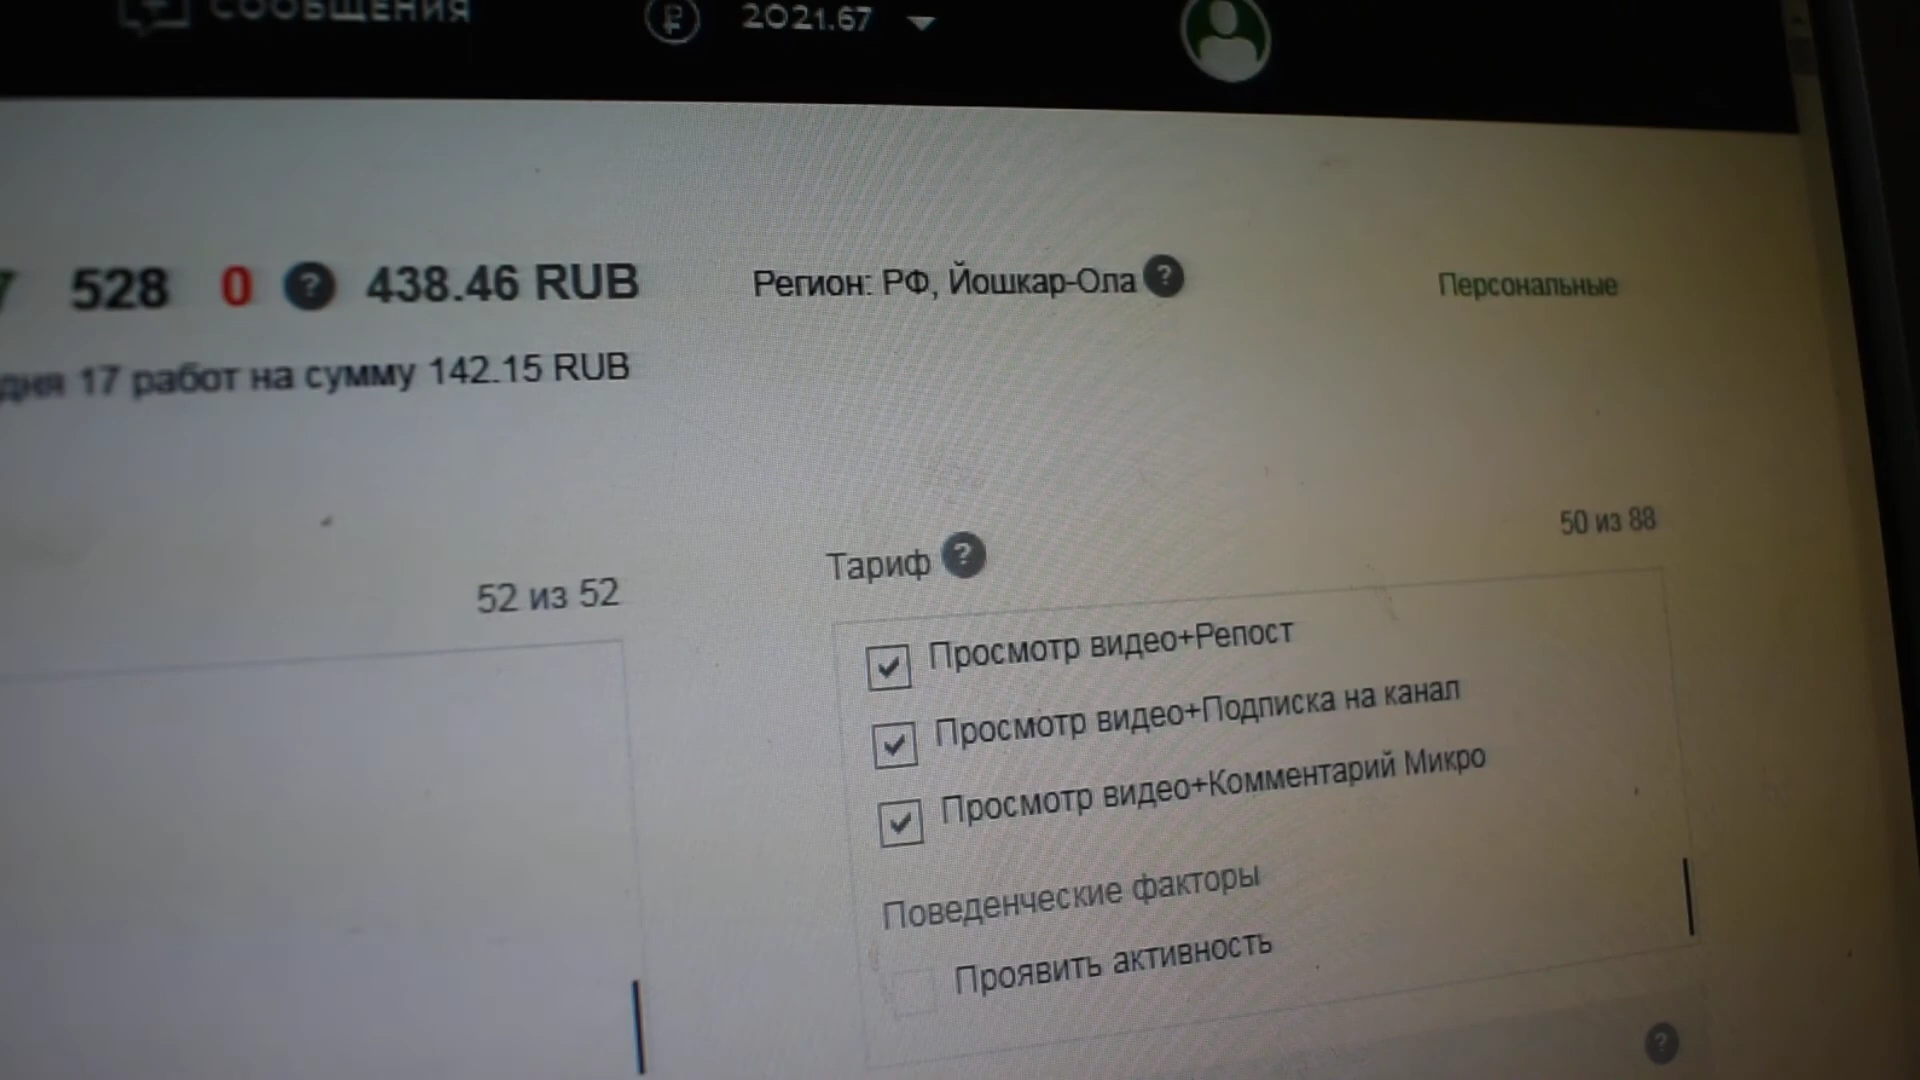 СООБЩЕНИЯ
2021.67
528 0 ? 438.46 RUB
Регион: РФ, Йошкар-Ола ?
Персональные
17 работ на сумму 142.15 RUB
52 из 52
Тариф ?
50 из 88
Просмотр видео+Репост
Просмотр видео+Подписка на канал
Просмотр видео+Комментарий Микро
Поведенческие факторы
Проявить активность
?